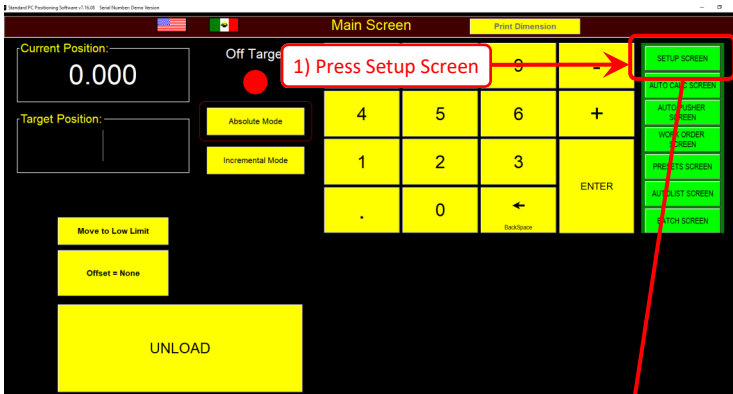 Standard PC Positioning Software v7.16.08 Serial Number: Demo Version
Main Screen
Print Dimension
Current Position:
0.000
Off Targe
1) Press Setup Screen
9
-
SETUP SCREEN
AUTO CALC SCREEN
Target Position:
Absolute Mode
4
5
6
+
AUTO PUSHER
SCREEN
WORK ORDER
SCREEN
Incremental Mode
1
2
3
ENTER
PRESETS SCREEN
AUTOLIST SCREEN
.
0
BackSpace
BATCH SCREEN
Move to Low Limit
Offset = None
UNLOAD